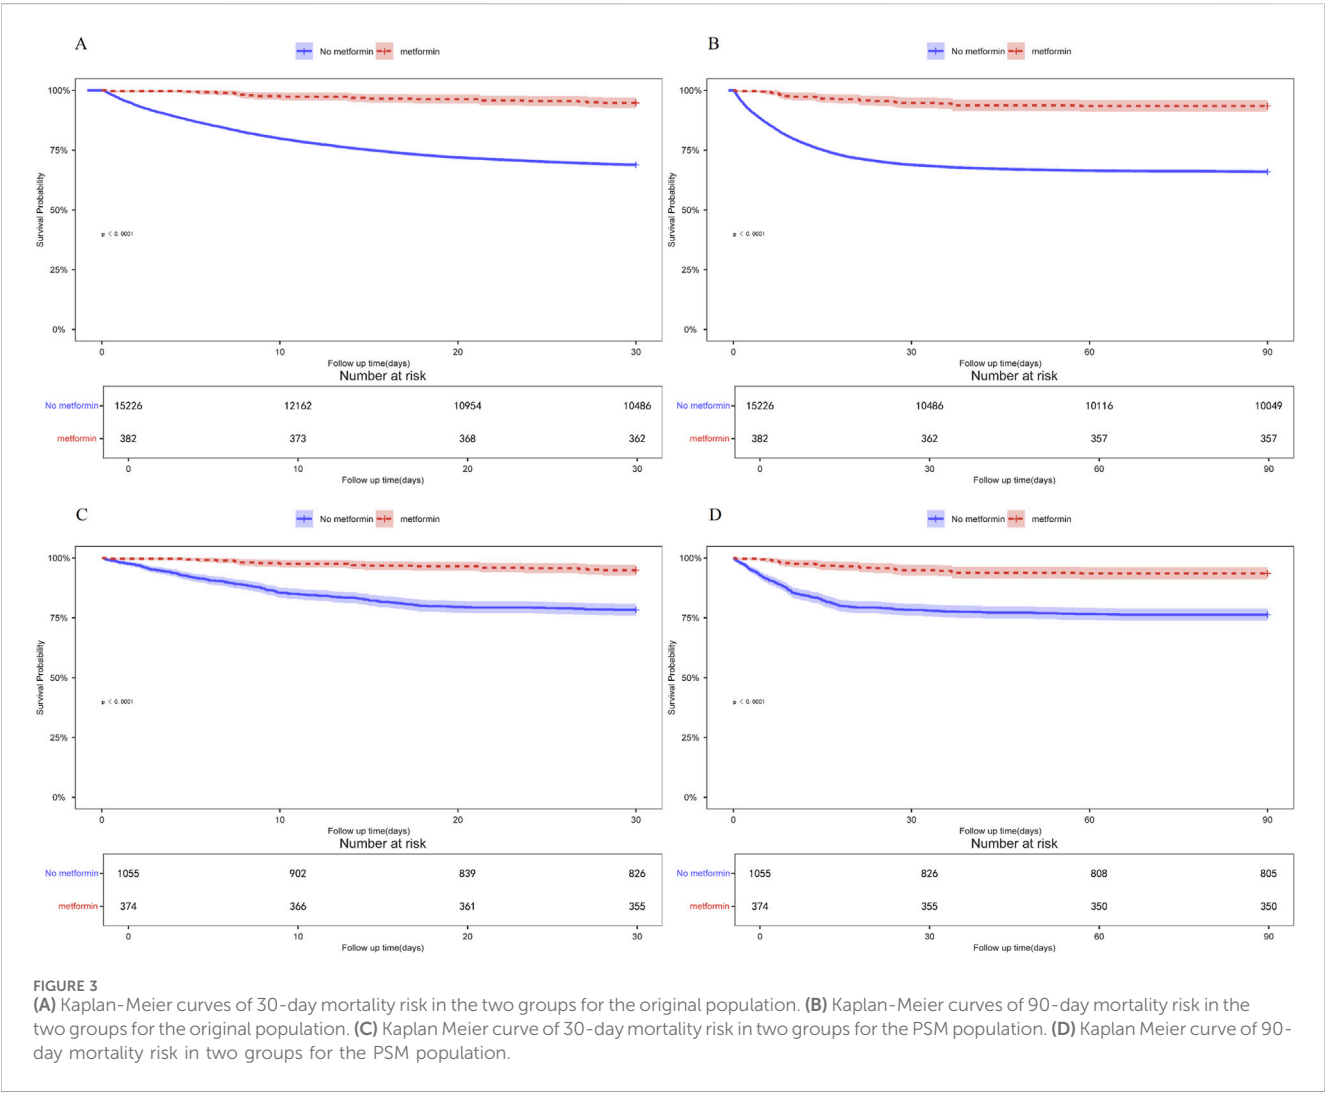 A
No metformin metformin
100%
75%
50%
25%
0%
Survival Probability
p < 0.0001
0 10 20 30
Follow up time(days)
Number at risk
No metformin 15226 12162 10954 10486
metformin 382 373 368 362
0 10 20 30
Follow up time(days)
B
No metformin metformin
100%
75%
50%
25%
0%
Survival Probability
p < 0.0001
0 30 60 90
Follow up time(days)
Number at risk
No metformin 15226 10486 10116 10049
metformin 382 362 357 357
0 30 60 90
Follow up time(days)
C
No metformin metformin
100%
75%
50%
25%
0%
Survival Probability
p < 0.0001
0 10 20 30
Follow up time(days)
Number at risk
No metformin 1055 902 839 826
metformin 374 366 361 355
0 10 20 30
Follow up time(days)
D
No metformin metformin
100%
75%
50%
25%
0%
Survival Probability
p < 0.0001
0 30 60 90
Follow up time(days)
Number at risk
No metformin 1055 826 808 805
metformin 374 355 350 350
0 30 60 90
Follow up time(days)
FIGURE 3
(A) Kaplan-Meier curves of 30-day mortality risk in the two groups for the original population. (B) Kaplan-Meier curves of 90-day mortality risk in the
two groups for the original population. (C) Kaplan Meier curve of 30-day mortality risk in two groups for the PSM population. (D) Kaplan Meier curve of 90-
day mortality risk in two groups for the PSM population.